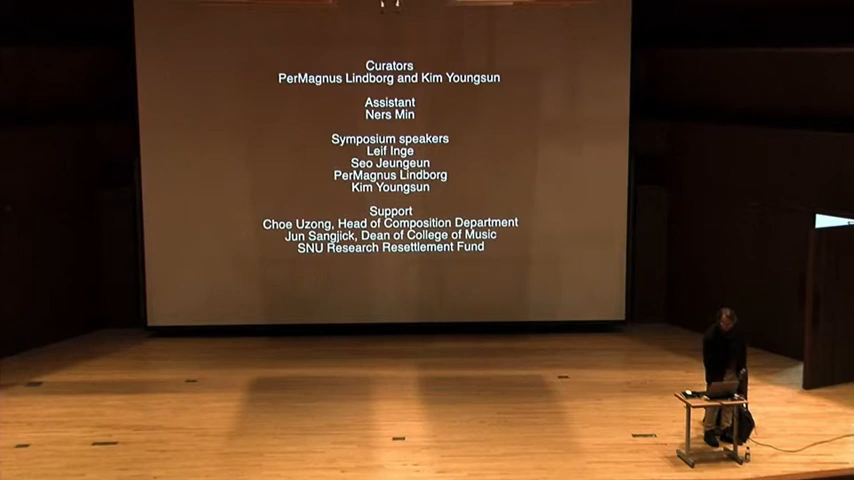 Curators
PerMagnus Lindborg and Kim Youngsun
Assistant
Ners Min
Symposium speakers
Leif Inge
Seo Jeungeun
PerMagnus Lindborg
Kim Youngsun
Support
Choe Uzong, Head of Composition Department
Jun Sangjick, Dean of College of Music
SNU Research Resettlement Fund